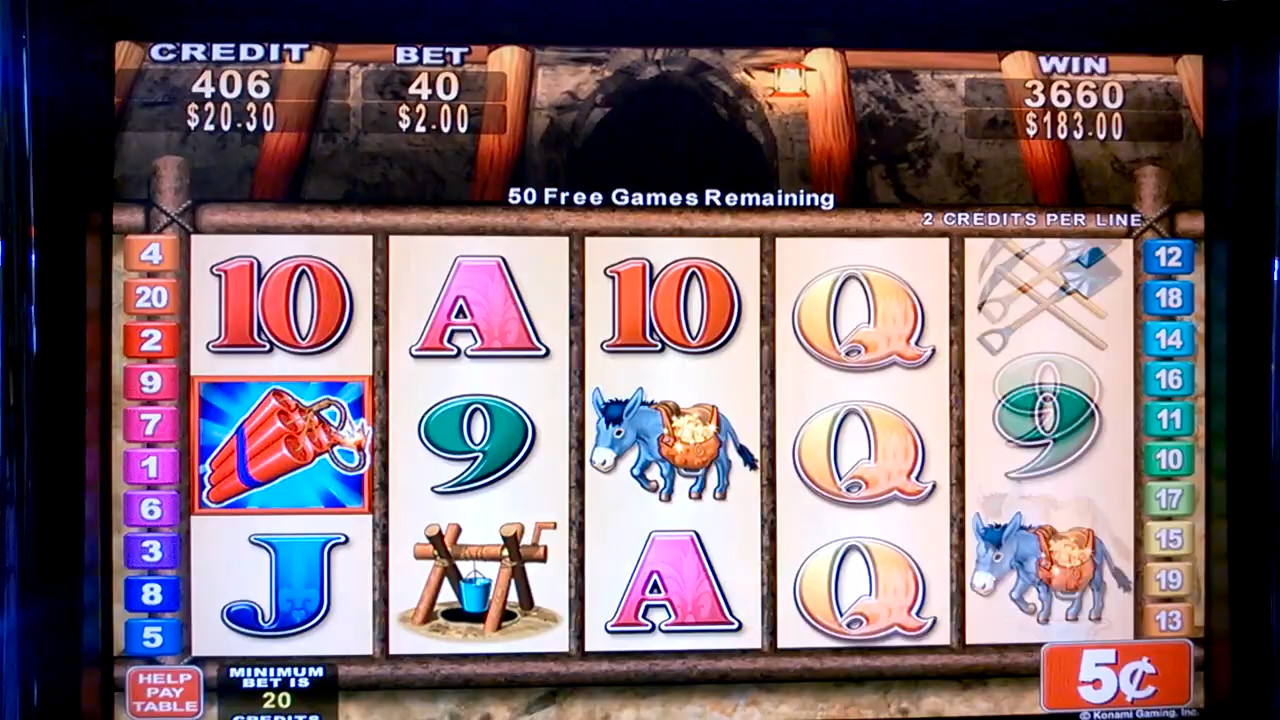 CREDIT
406
$20.30
BET
40
$2.00
WIN
3660
$183.00
50 Free Games Remaining
2 CREDITS PER LINE
4
20
2
9
7
1
6
3
8
5
10
A
10
Q
9
Q
9
J
A
Q
12
18
14
16
11
10
17
15
19
13
HELP
PAY
TABLE
MINIMUM
BET IS
20
CREDITS
5¢
© Konami Gaming, Inc.